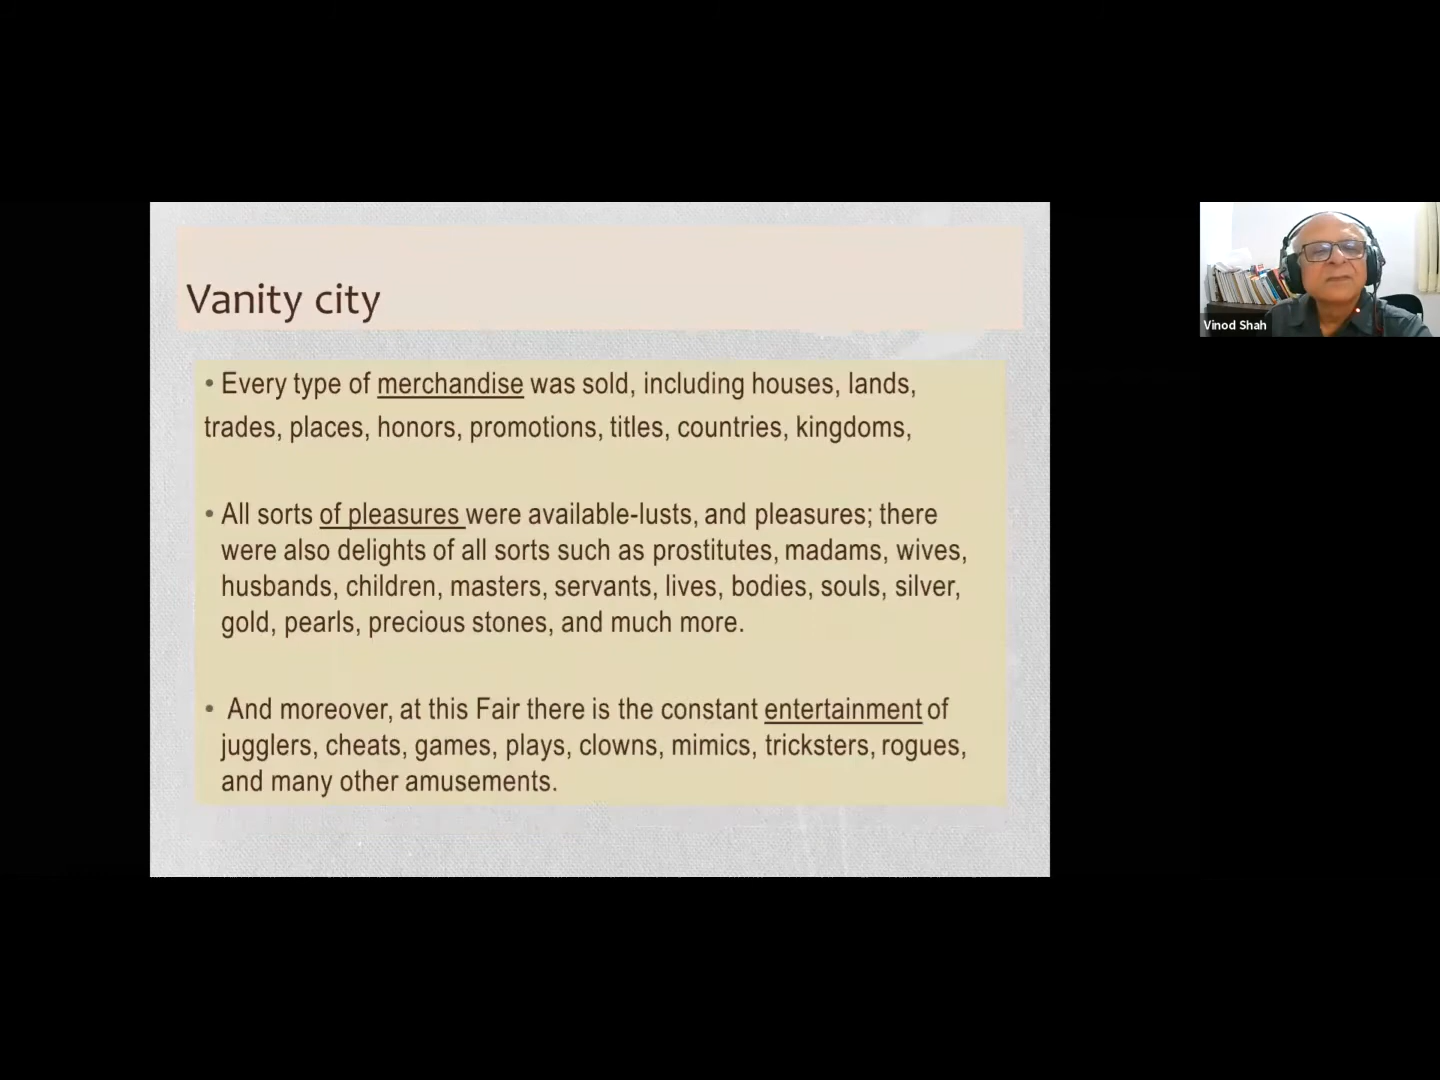 Vanity city
• Every type of merchandise was sold, including houses, lands,
trades, places, honors, promotions, titles, countries, kingdoms,
• All sorts of pleasures were available-lusts, and pleasures; there
were also delights of all sorts such as prostitutes, madams, wives,
husbands, children, masters, servants, lives, bodies, souls, silver,
gold, pearls, precious stones, and much more.
• And moreover, at this Fair there is the constant entertainment of
jugglers, cheats, games, plays, clowns, mimics, tricksters, rogues,
and many other amusements.
Vinod Shah